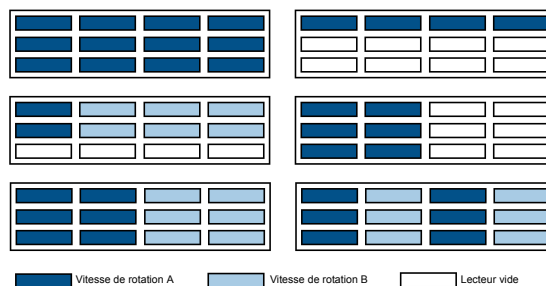 Vitesse de rotation A
Vitesse de rotation B
Lecteur vide